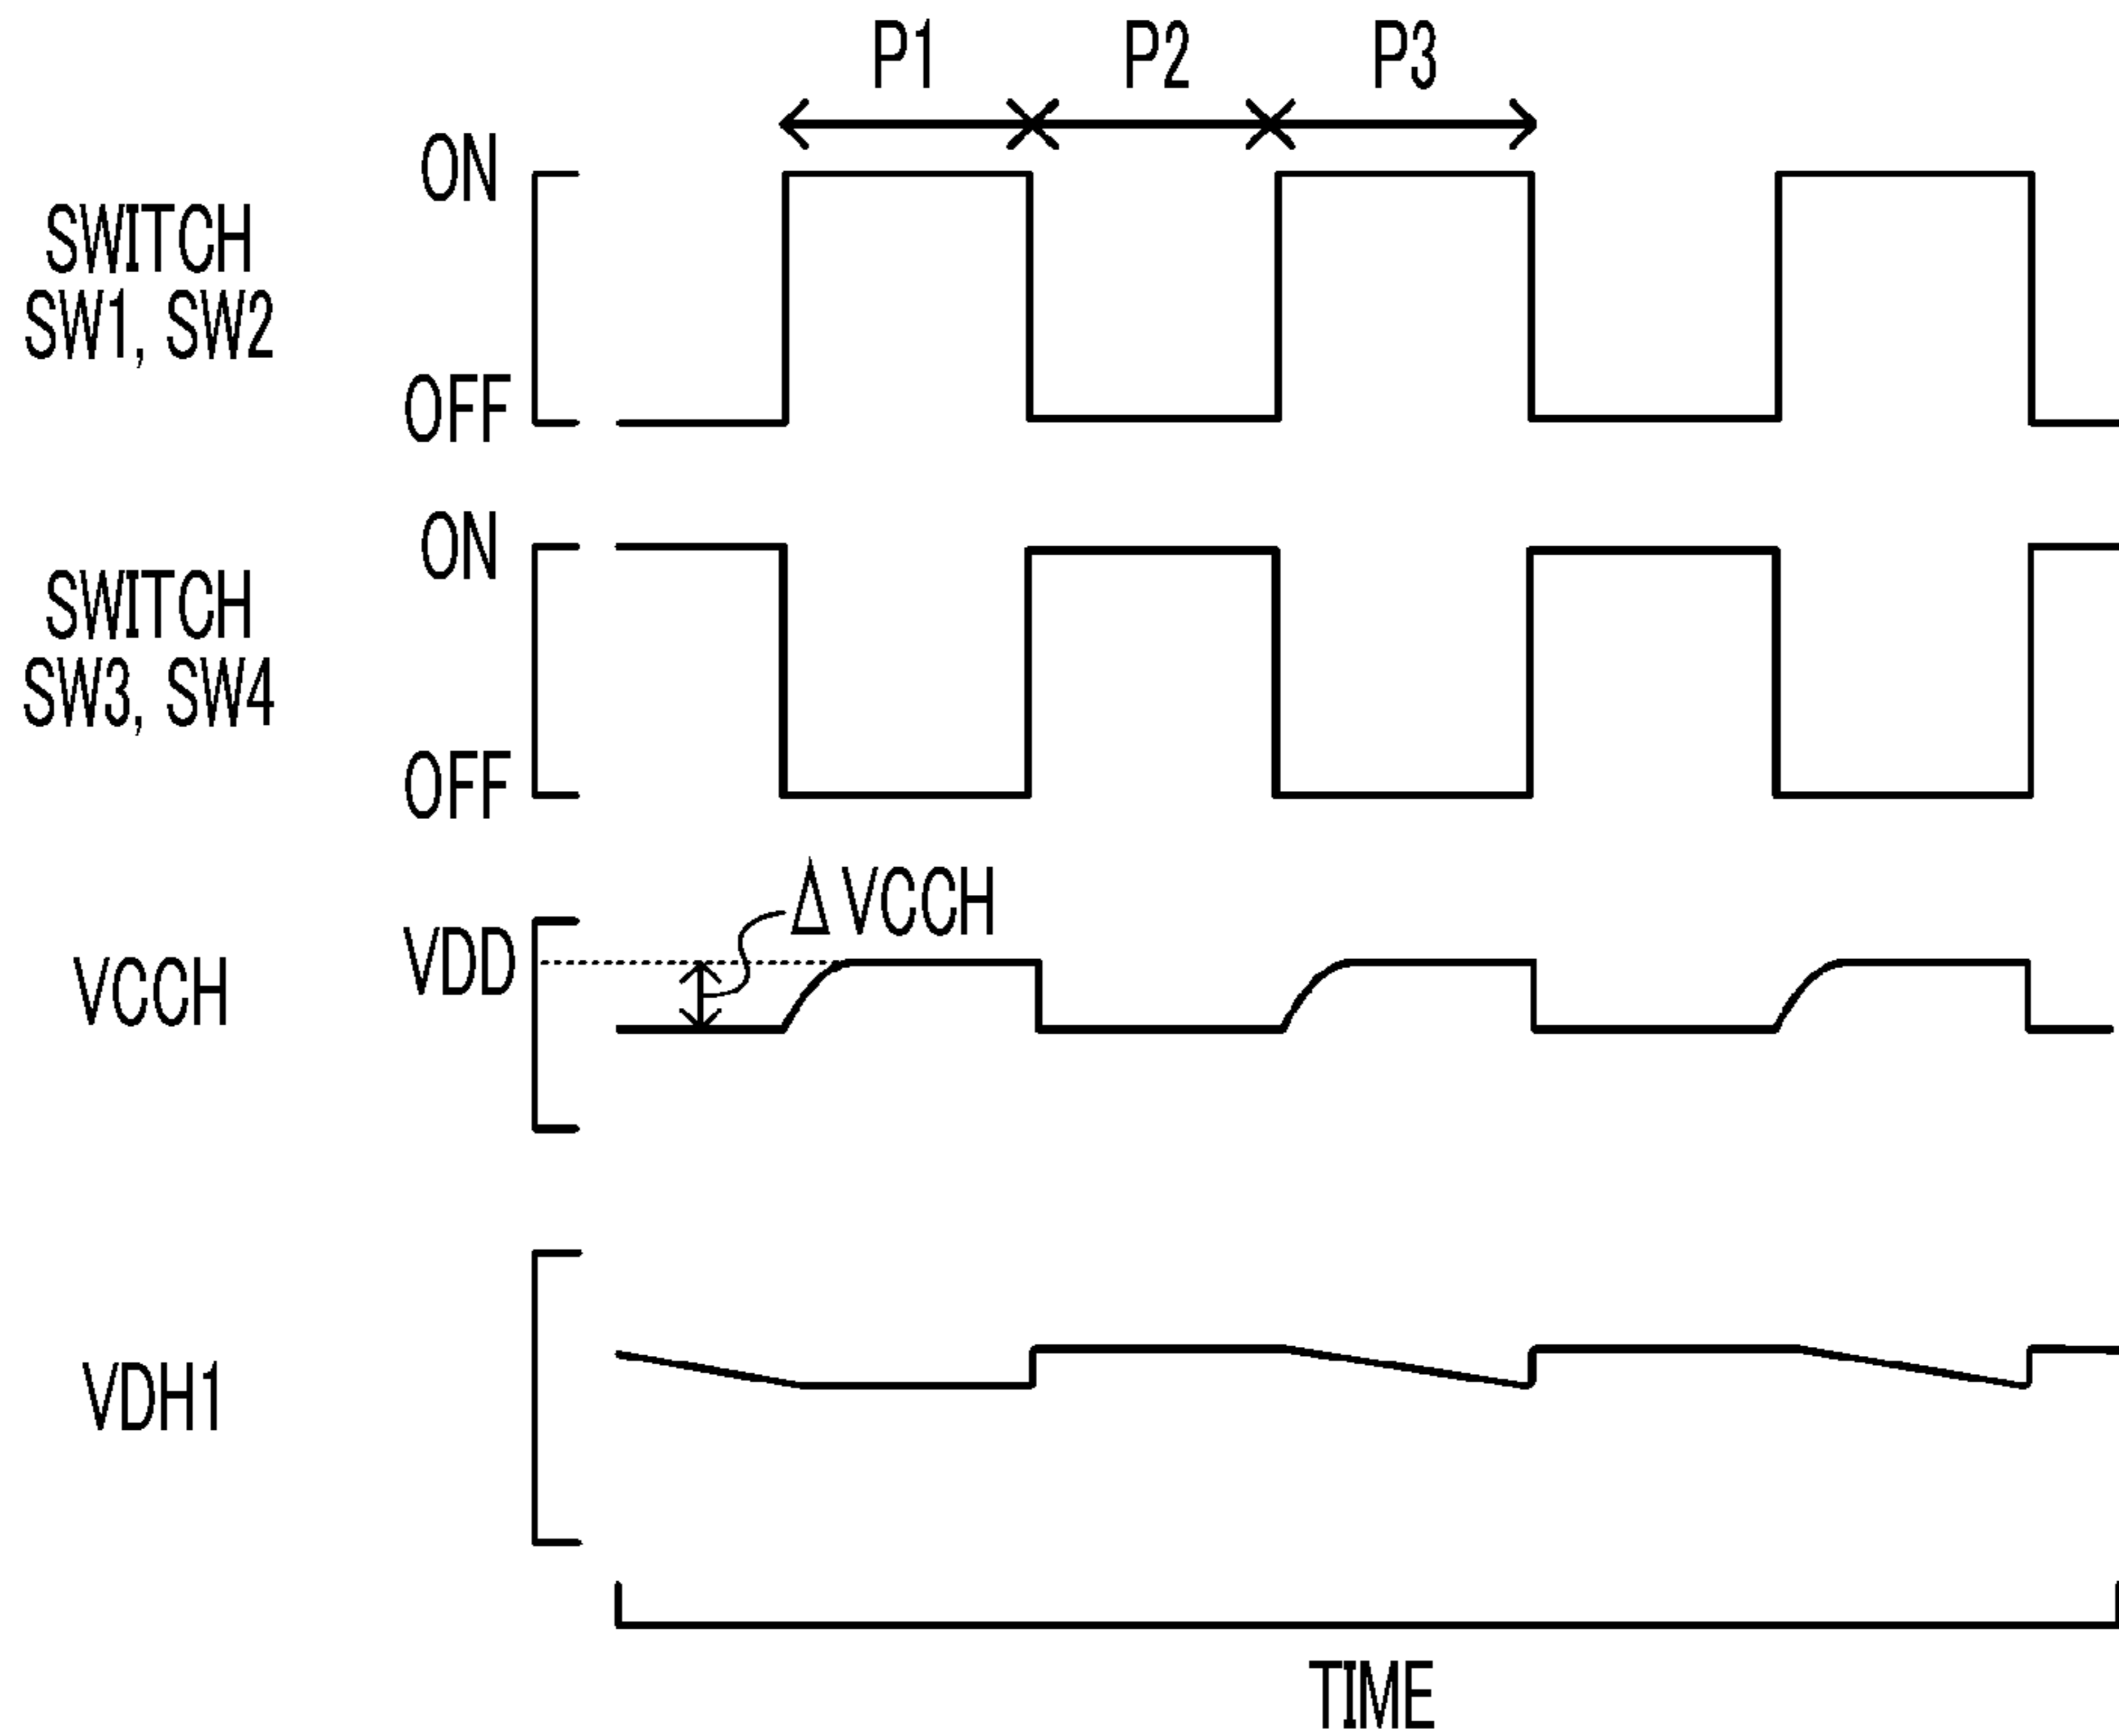 P1 P2 P3
ON
SWITCH
SW1, SW2
OFF
ON
SWITCH
SW3, SW4
OFF
ΔVCCH
VDD
VCCH
VDH1
TIME